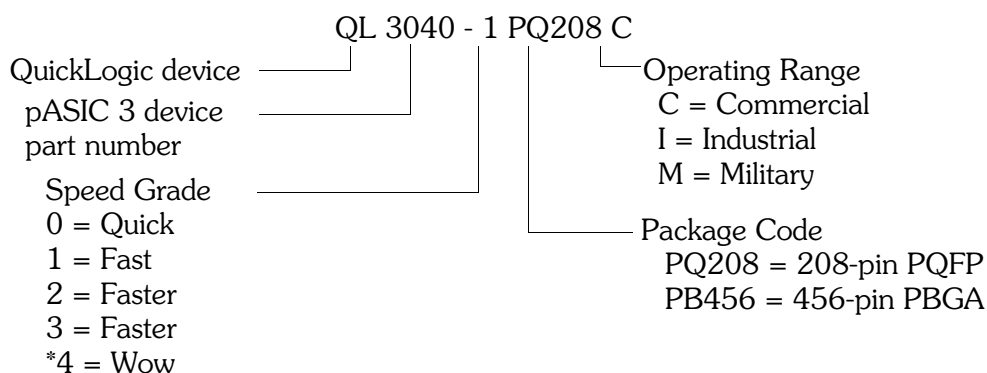 QL 3040 - 1 PQ208 C
QuickLogic device
pASIC 3 device
part number
Speed Grade
0 = Quick
1 = Fast
2 = Faster
3 = Faster
*4 = Wow
Operating Range
C = Commercial
I = Industrial
M = Military
Package Code
PQ208 = 208-pin PQFP
PB456 = 456-pin PBGA